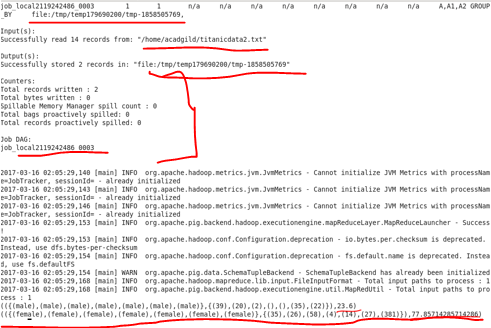 job_local2119242486_0003 1 1 n/a n/a n/a n/a n/a n/a n/a n/a A,A1,A2 GROUP
_BY file:/tmp/temp179690200/tmp-1858505769,
Input(s):
Successfully read 14 records from: "/home/acadgild/titanicdata2.txt"
Output(s):
Successfully stored 2 records in: "file:/tmp/temp179690200/tmp-1858505769"
Counters:
Total records written : 2
Total bytes written : 0
Spillable Memory Manager spill count : 0
Total bags proactively spilled: 0
Total records proactively spilled: 0
Job DAG:
job_local2119242486_0003
2017-03-16 02:05:29,140 [main] INFO org.apache.hadoop.metrics.jvm.JvmMetrics - Cannot initialize JVM Metrics with processNam
e=JobTracker, sessionId= - already initialized
2017-03-16 02:05:29,143 [main] INFO org.apache.hadoop.metrics.jvm.JvmMetrics - Cannot initialize JVM Metrics with processNam
e=JobTracker, sessionId= - already initialized
2017-03-16 02:05:29,146 [main] INFO org.apache.hadoop.metrics.jvm.JvmMetrics - Cannot initialize JVM Metrics with processNam
e=JobTracker, sessionId= - already initialized
2017-03-16 02:05:29,153 [main] INFO org.apache.pig.backend.hadoop.executionengine.mapReduceLayer.MapReduceLauncher - Success
!
2017-03-16 02:05:29,153 [main] INFO org.apache.hadoop.conf.Configuration.deprecation - io.bytes.per.checksum is deprecated.
Instead, use dfs.bytes-per-checksum
2017-03-16 02:05:29,154 [main] INFO org.apache.hadoop.conf.Configuration.deprecation - fs.default.name is deprecated. Instea
d, use fs.defaultFS
2017-03-16 02:05:29,154 [main] WARN org.apache.pig.data.SchemaTupleBackend - SchemaTupleBackend has already been initialized
2017-03-16 02:05:29,168 [main] INFO org.apache.hadoop.mapreduce.lib.input.FileInputFormat - Total input paths to process : 1
2017-03-16 02:05:29,168 [main] INFO org.apache.pig.backend.hadoop.executionengine.util.MapRedUtil - Total input paths to pro
cess : 1
(({(male),(male),(male),(male),(male),(male),(male)},{(39),(20),(2),(),(),(35),(22)}),23.6)
(({(female),(female),(female),(female),(female),(female),(female)},{(35),(26),(58),(4),(14),(27),(381)}),77.85714285714286)